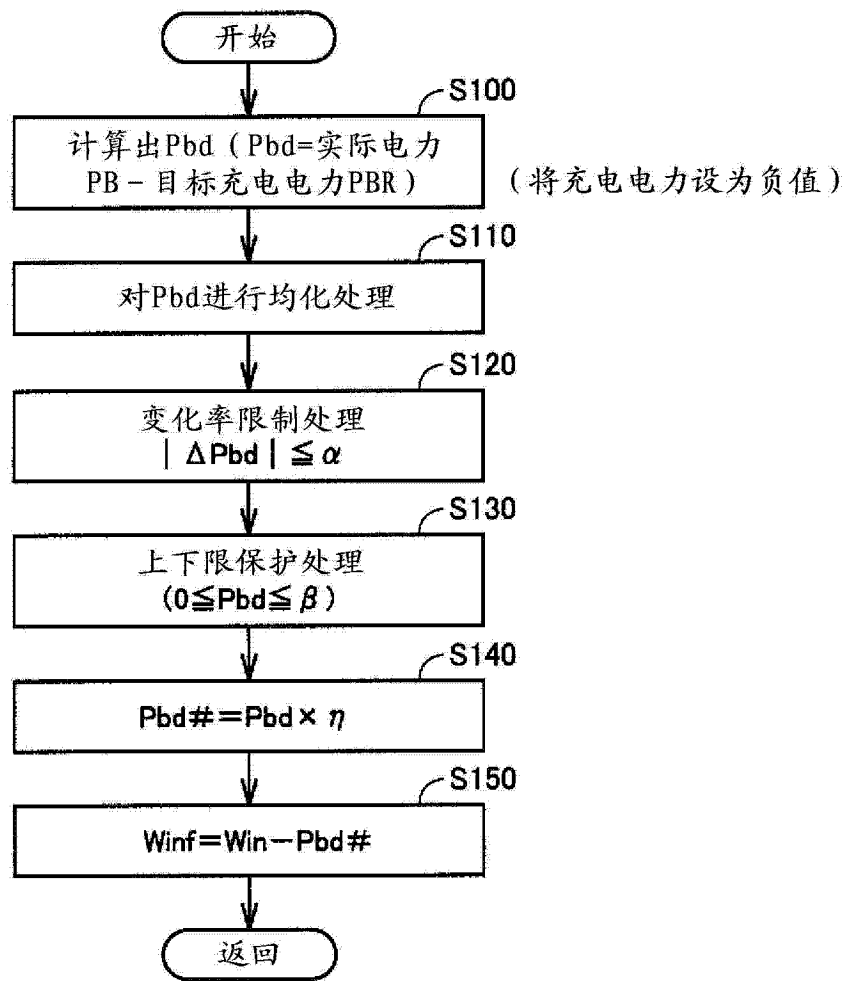 开始
S100
计算出Pbd（Pbd=实际电力
PB－目标充电电力PBR）
（将充电电力设为负值）
S110
对Pbd进行均化处理
S120
变化率限制处理
｜ΔPbd｜≦α
S130
上下限保护处理
(0≦Pbd≦β)
S140
Pbd#=Pbd×η
S150
Winf=Win－Pbd#
返回